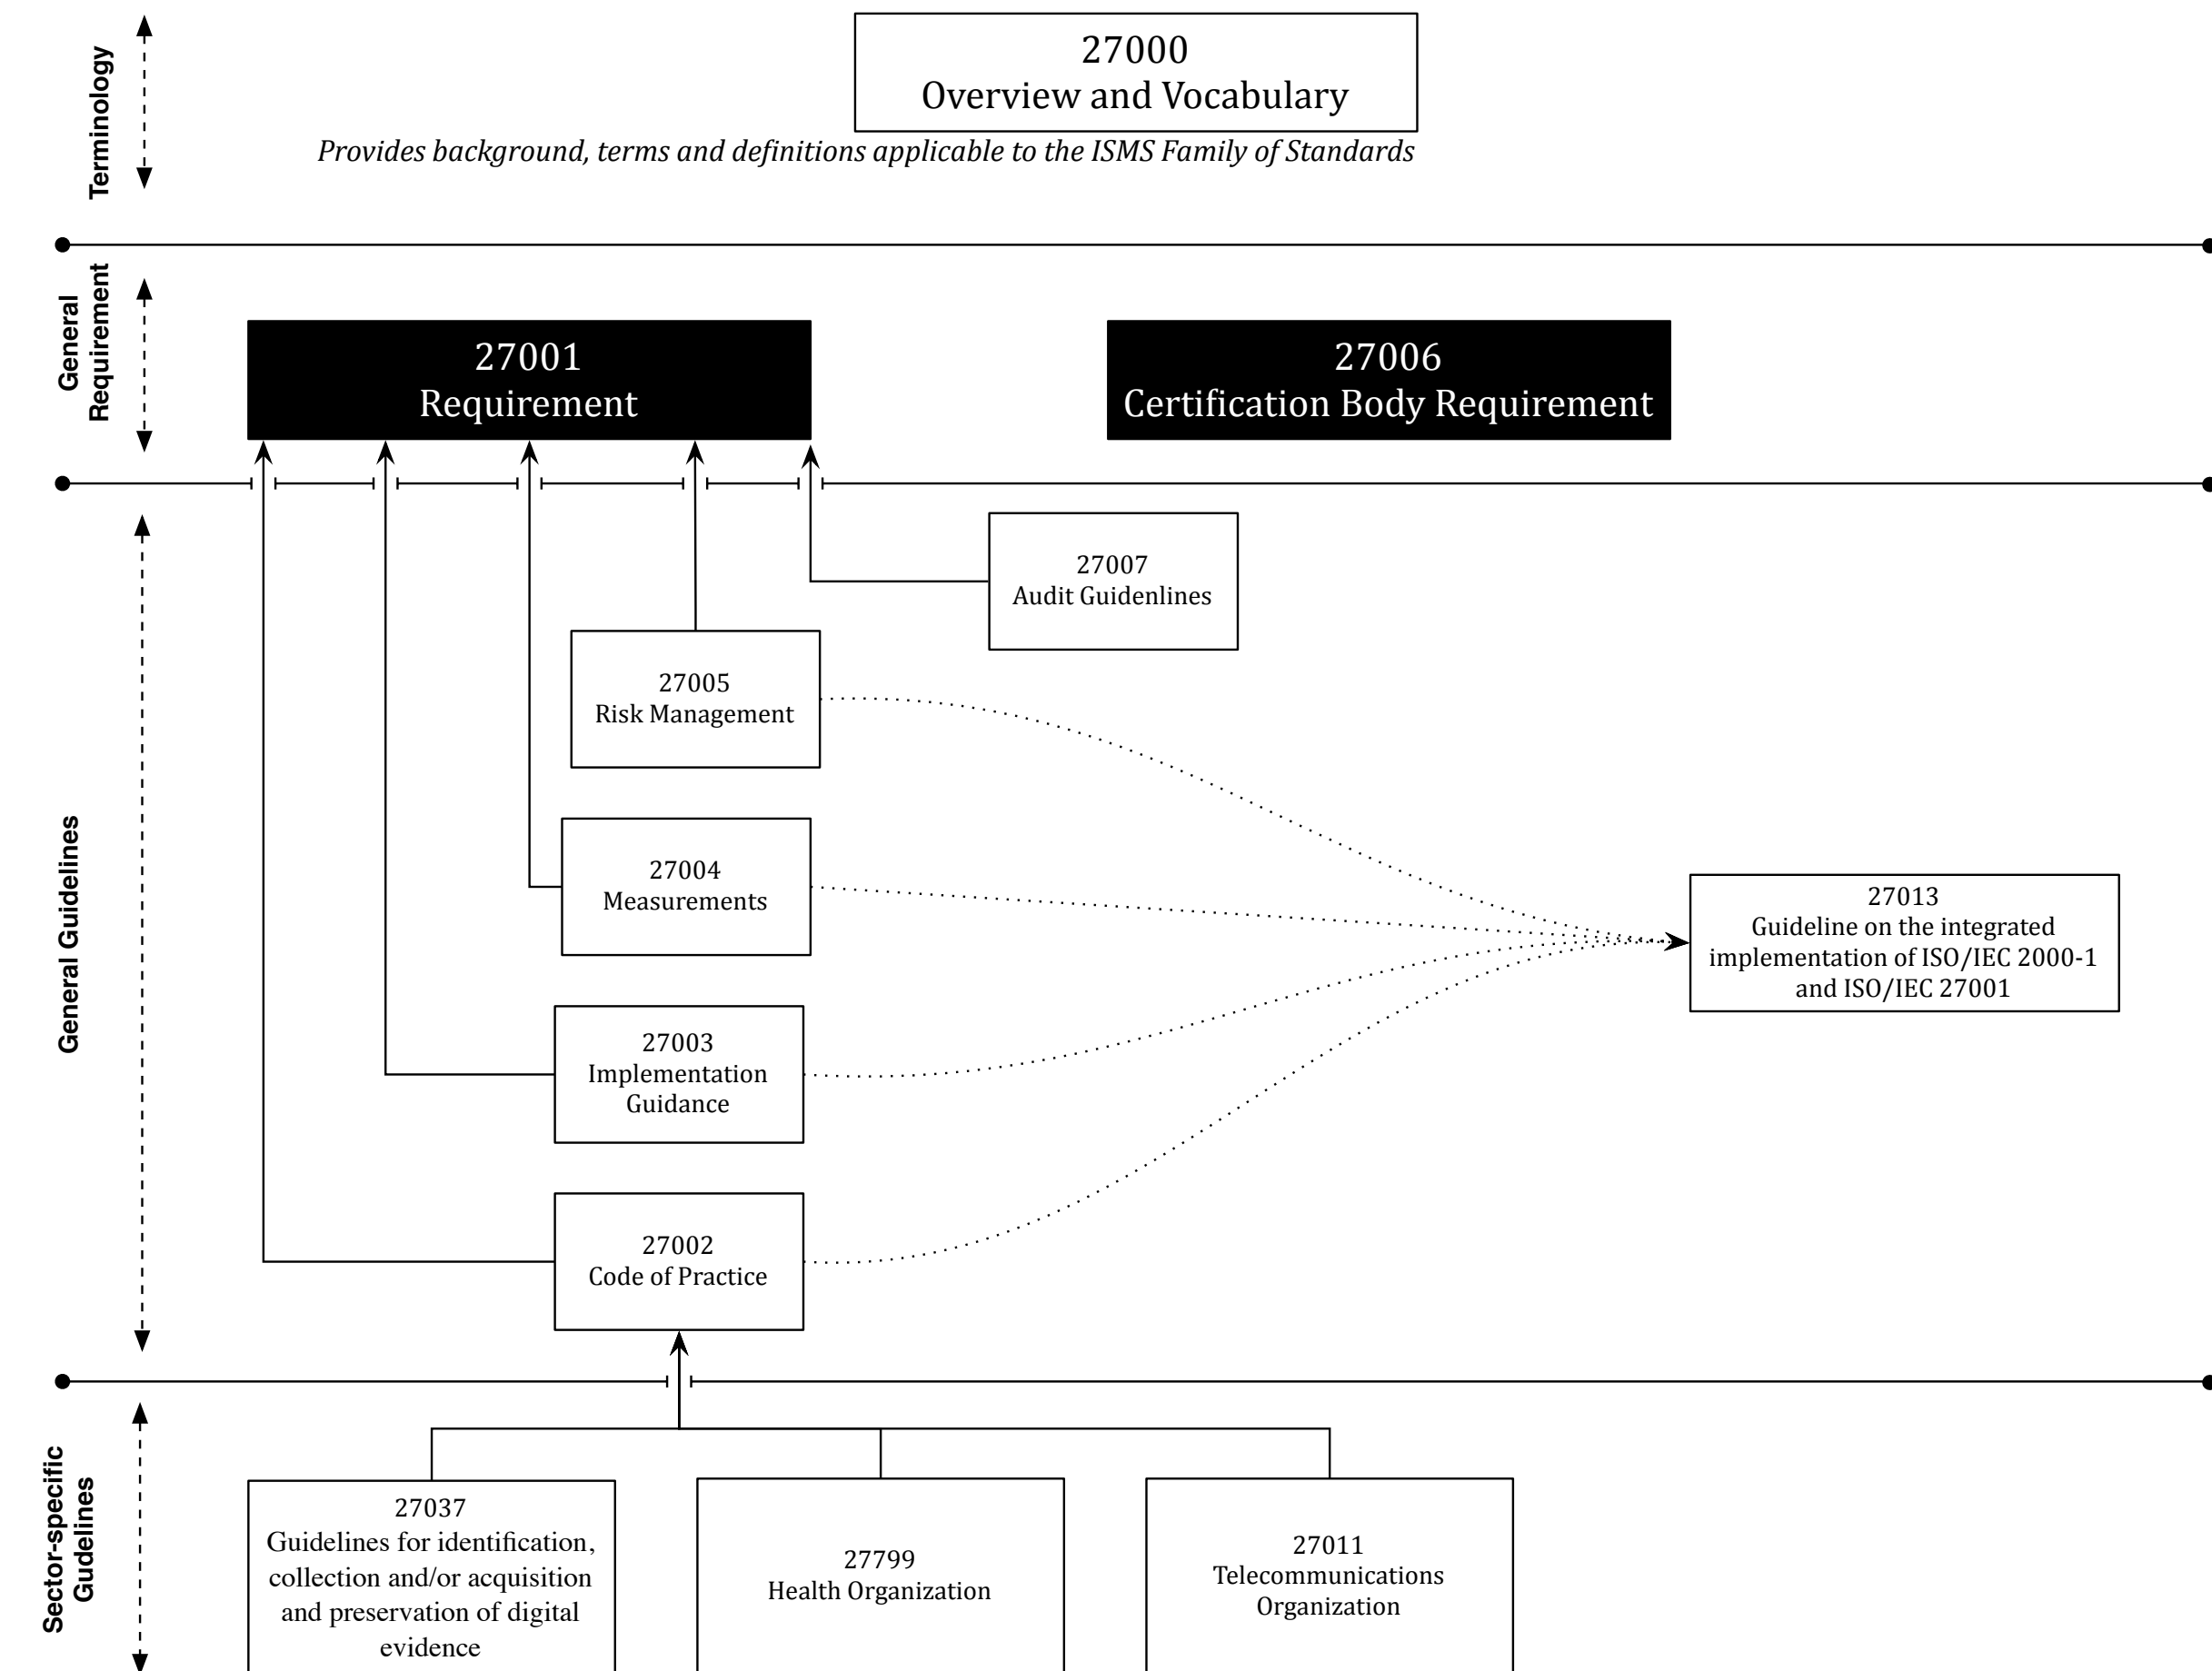 Terminology
27000
Overview and Vocabulary
Provides background, terms and definitions applicable to the ISMS Family of Standards
General
Requirement
27001
Requirement
27006
Certification Body Requirement
General Guidelines
27007
Audit Guidenlines
27005
Risk Management
27004
Measurements
27013
Guideline on the integrated
implementation of ISO/IEC 2000-1
and ISO/IEC 27001
27003
Implementation
Guidance
27002
Code of Practice
Sector-specific
Gudelines
27037
Guidelines for identification,
collection and/or acquisition
and preservation of digital
evidence
27799
Health Organization
27011
Telecommunications
Organization